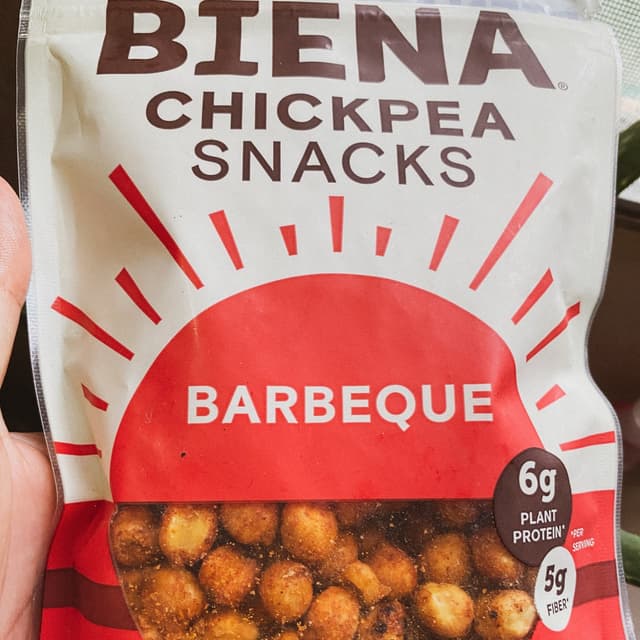 BIENA®
CHICKPEA
SNACKS
BARBEQUE
6g
PLANT
PROTEIN*
*PER
SERVING
5g
FIBER*